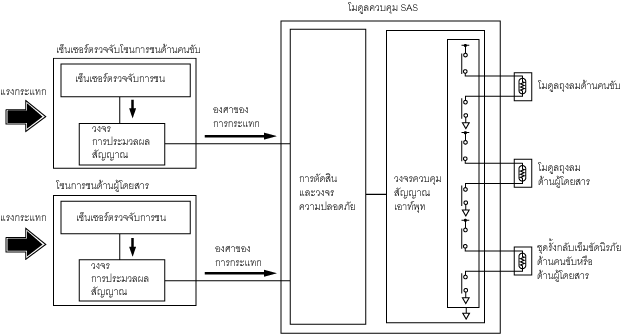 โมดูลควบคุม SAS
เซ็นเซอร์ตรวจจับโซนการชนด้านคนขับ
แรงกระแทก
เซ็นเซอร์ตรวจจับการชน
วงจร
การประมวลผล
สัญญาณ
องศาของ
การกระแทก
โซนการชนด้านผู้โดยสาร
แรงกระแทก
เซ็นเซอร์ตรวจจับการชน
วงจร
การประมวลผล
สัญญาณ
องศาของ
การกระแทก
การตัดสิน
และวงจร
ความปลอดภัย
วงจรควบคุม
สัญญาณ
เอาท์พุท
โมดูลถุงลมด้านคนขับ
โมดูลถุงลม
ด้านผู้โดยสาร
ชุดรั้งกลับเข็มขัดนิรภัย
ด้านคนขับหรือ
ด้านผู้โดยสาร